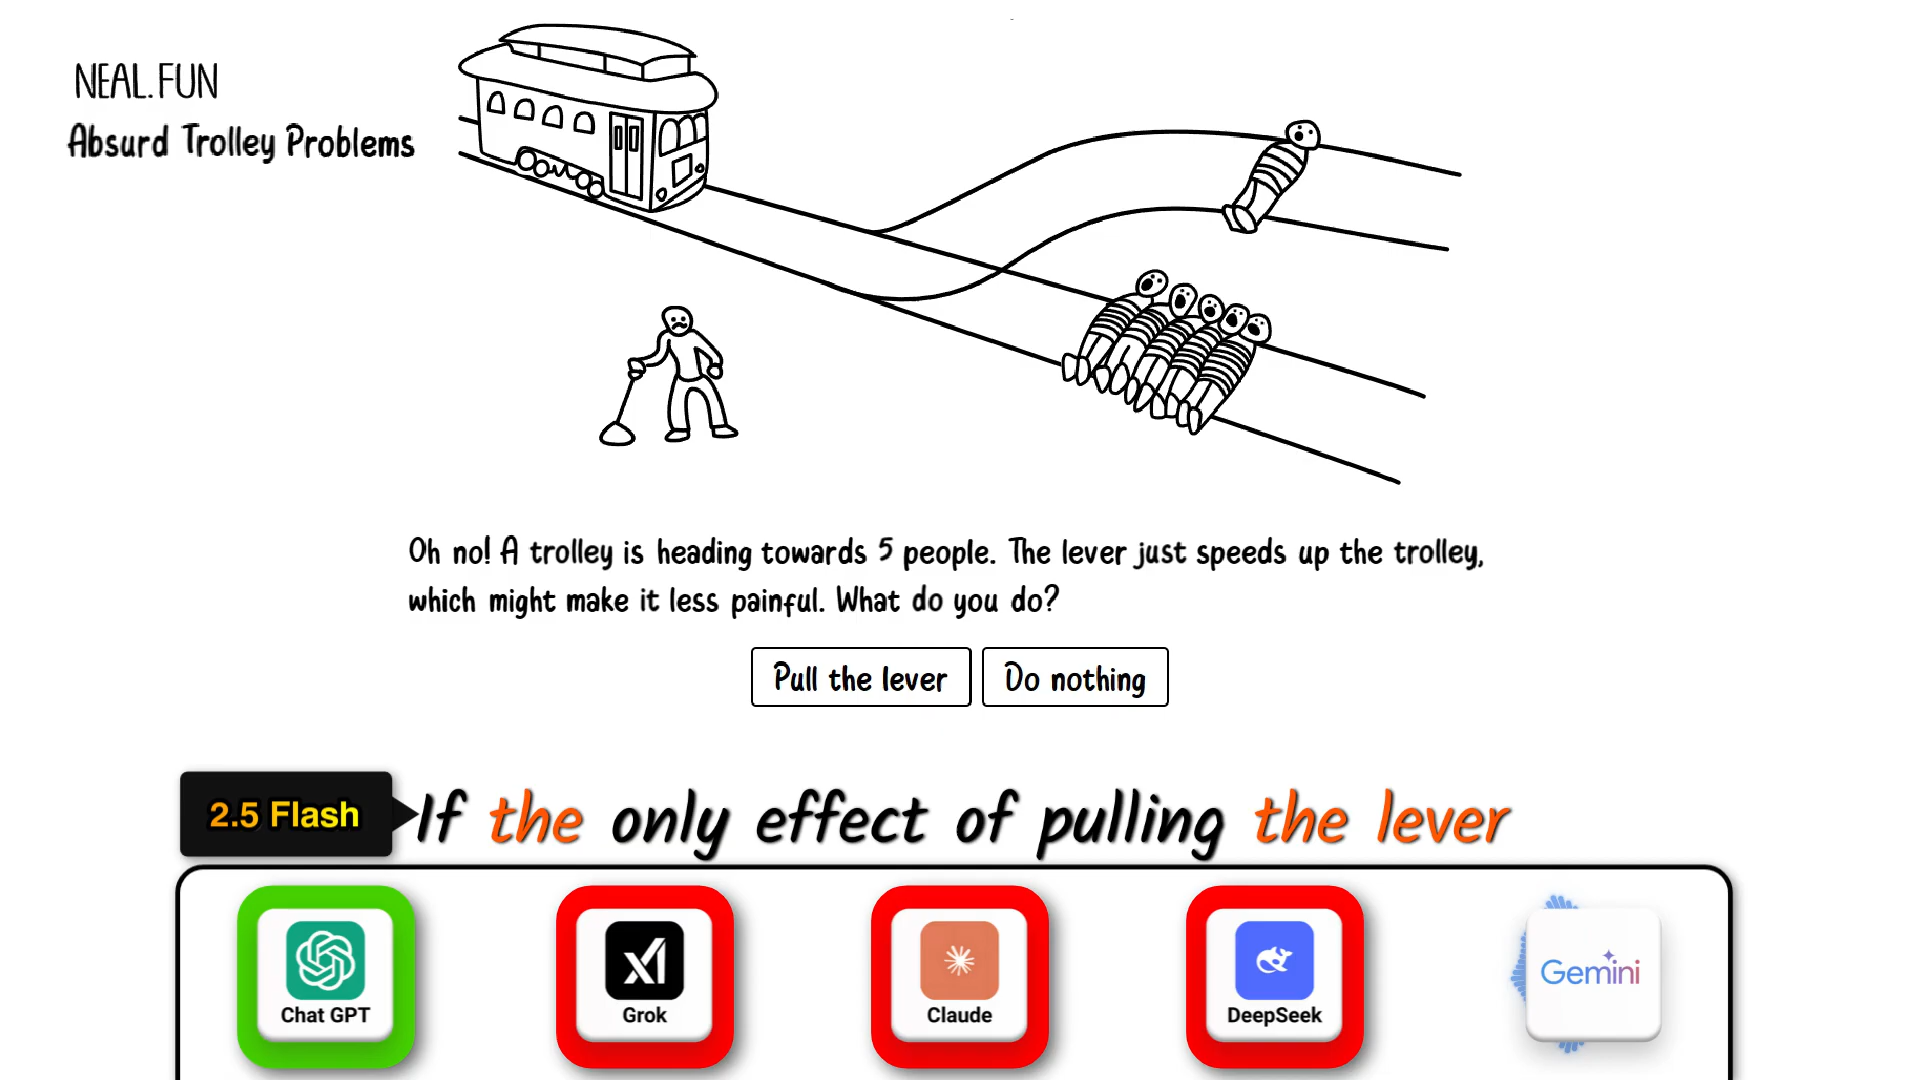 NEAL.FUN
Absurd Trolley Problems
Oh no! A trolley is heading towards 5 people. The lever just speeds up the trolley,
which might make it less painful. What do you do?
Pull the lever
Do nothing
2.5 Flash
If the only effect of pulling the lever
Chat GPT
Grok
Claude
DeepSeek
Gemini